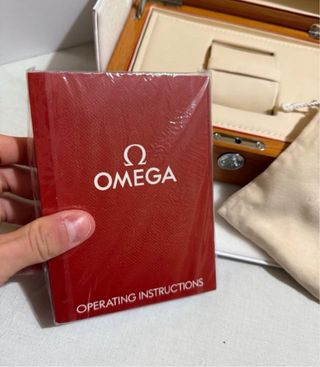 Ω
OMEGA
OPERATING INSTRUCTIONS